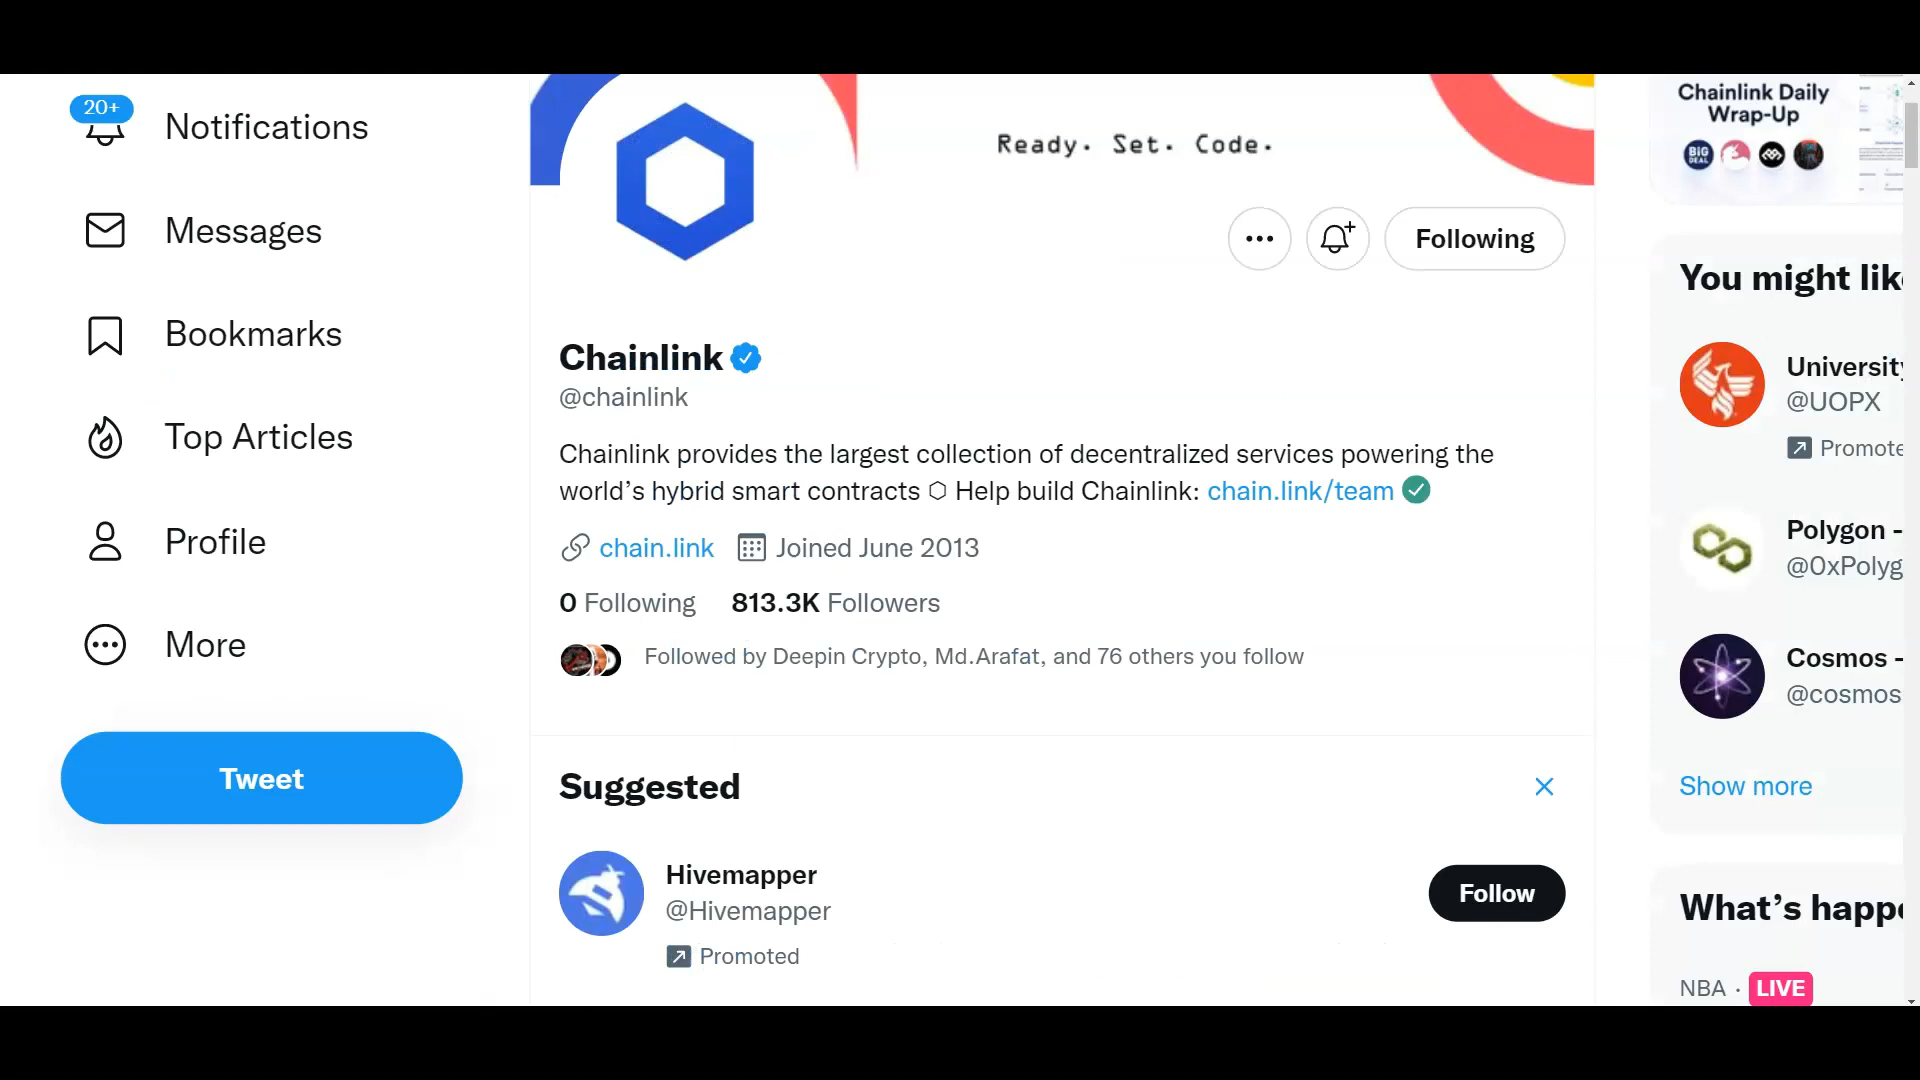 20+
Notifications
Messages
Bookmarks
Top Articles
Profile
More
Tweet
Ready. Set. Code.
Following
Chainlink
@chainlink
Chainlink provides the largest collection of decentralized services powering the
world’s hybrid smart contracts ⬡ Help build Chainlink: chain.link/team
chain.link Joined June 2013
0 Following 813.3K Followers
Followed by Deepin Crypto, Md.Arafat, and 76 others you follow
Suggested
Hivemapper
@Hivemapper
Promoted
Follow
Chainlink Daily
Wrap-Up
BIG
DEAL
You might lik
University
@UOPX
Promote
Polygon -
@0xPolyg
Cosmos -
@cosmos
Show more
What’s happe
NBA · LIVE